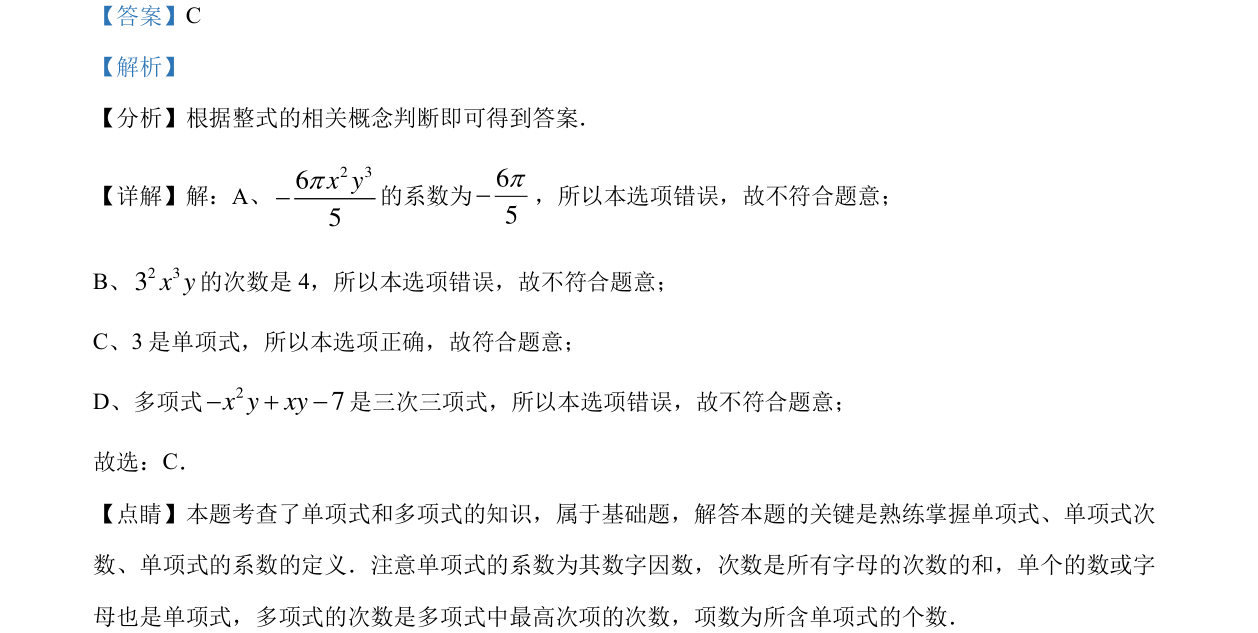 【答案】C
【解析】
【分析】根据整式的相关概念判断即可得到答案．
【详解】解：A、$-\frac{6\pi x^2y^3}{5}$的系数为$-\frac{6\pi}{5}$，所以本选项错误，故不符合题意；
B、$3^2x^3y$的次数是 4，所以本选项错误，故不符合题意；
C、3 是单项式，所以本选项正确，故符合题意；
D、多项式$-x^2y+xy-7$是三次三项式，所以本选项错误，故不符合题意；
故选：C．
【点睛】本题考查了单项式和多项式的知识，属于基础题，解答本题的关键是熟练掌握单项式、单项式次
数、单项式的系数的定义．注意单项式的系数为其数字因数，次数是所有字母的次数的和，单个的数或字
母也是单项式，多项式的次数是多项式中最高次项的次数，项数为所含单项式的个数．